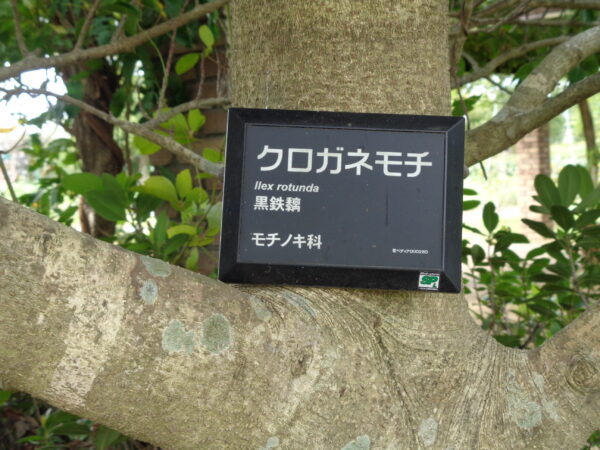 クロガネモチ
Ilex rotunda
黒鉄黐
モチノキ科